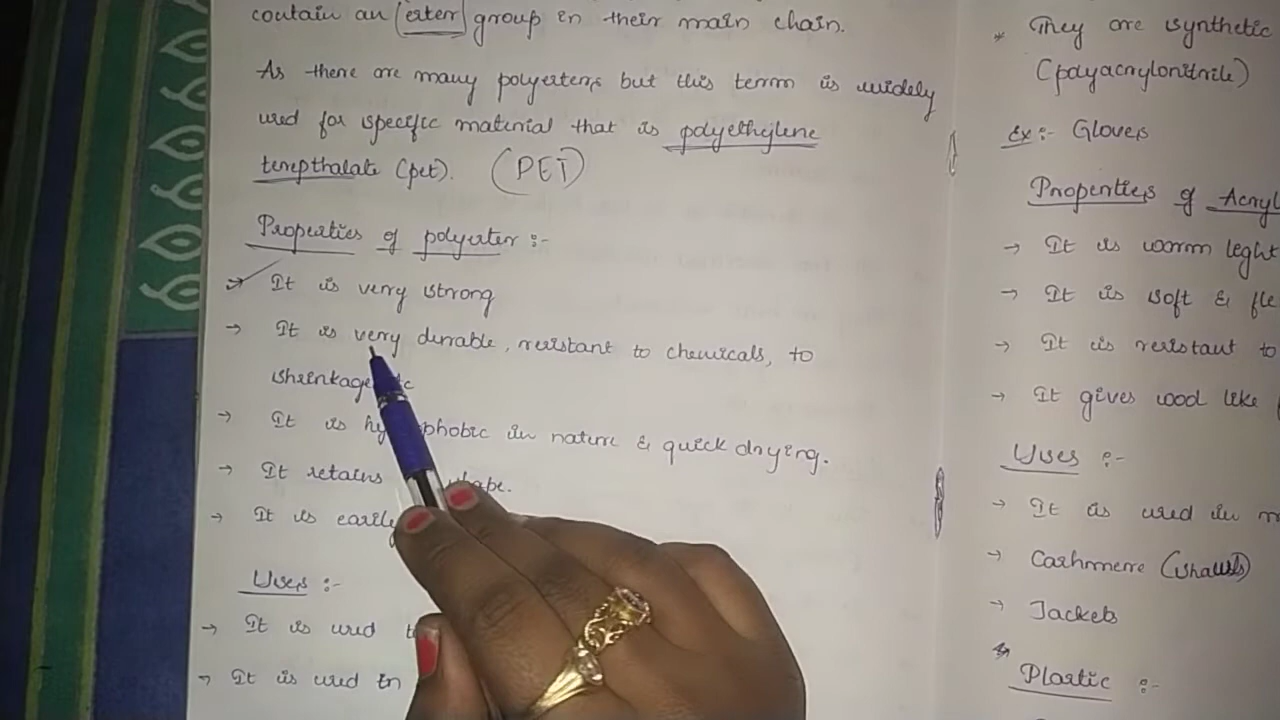 contain an ester group in their main chain.
As there are many polyesters but this term is widely
used for specific material that is polyethylene
terepthalate (pet). (PET)
Properties of polyester :-
→ It is very strong
→ It is very durable, resistant to chemicals, to
shrinkage
→ It is phobic in nature & quick drying.
→ It retains shape.
→ It is easily
Uses :-
→ It is used
→ It is used in
* They are synthetic
(polyacrylonitrile)
Ex :- Gloves
Properties of Acryl
→ It is warm leght
→ It is soft & fle
→ It is resistant to
→ It gives wool like
Uses :-
→ It is used in m
→ Cashmere (shawls)
→ Jackets
Plastic :-